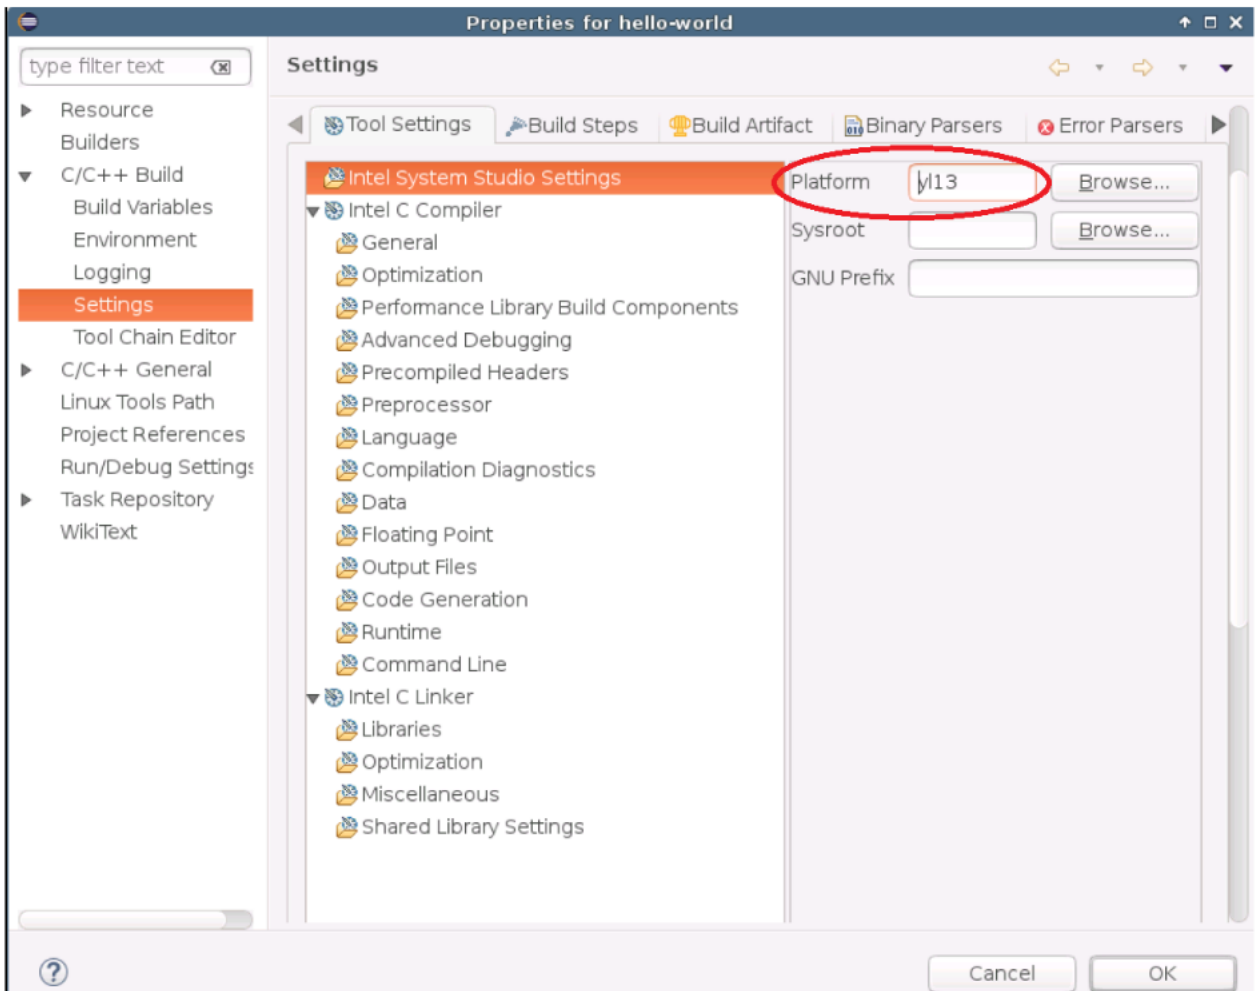 Properties for hello-world
type filter text
Settings
Resource
Builders
C/C++ Build
Build Variables
Environment
Logging
Settings
Tool Chain Editor
C/C++ General
Linux Tools Path
Project References
Run/Debug Settings
Task Repository
WikiText
Tool Settings
Build Steps
Build Artifact
Binary Parsers
Error Parsers
Intel System Studio Settings
Intel C Compiler
General
Optimization
Performance Library Build Components
Advanced Debugging
Precompiled Headers
Preprocessor
Language
Compilation Diagnostics
Data
Floating Point
Output Files
Code Generation
Runtime
Command Line
Intel C Linker
Libraries
Optimization
Miscellaneous
Shared Library Settings
Platform yl13 Browse...
Sysroot Browse...
GNU Prefix
Cancel
OK